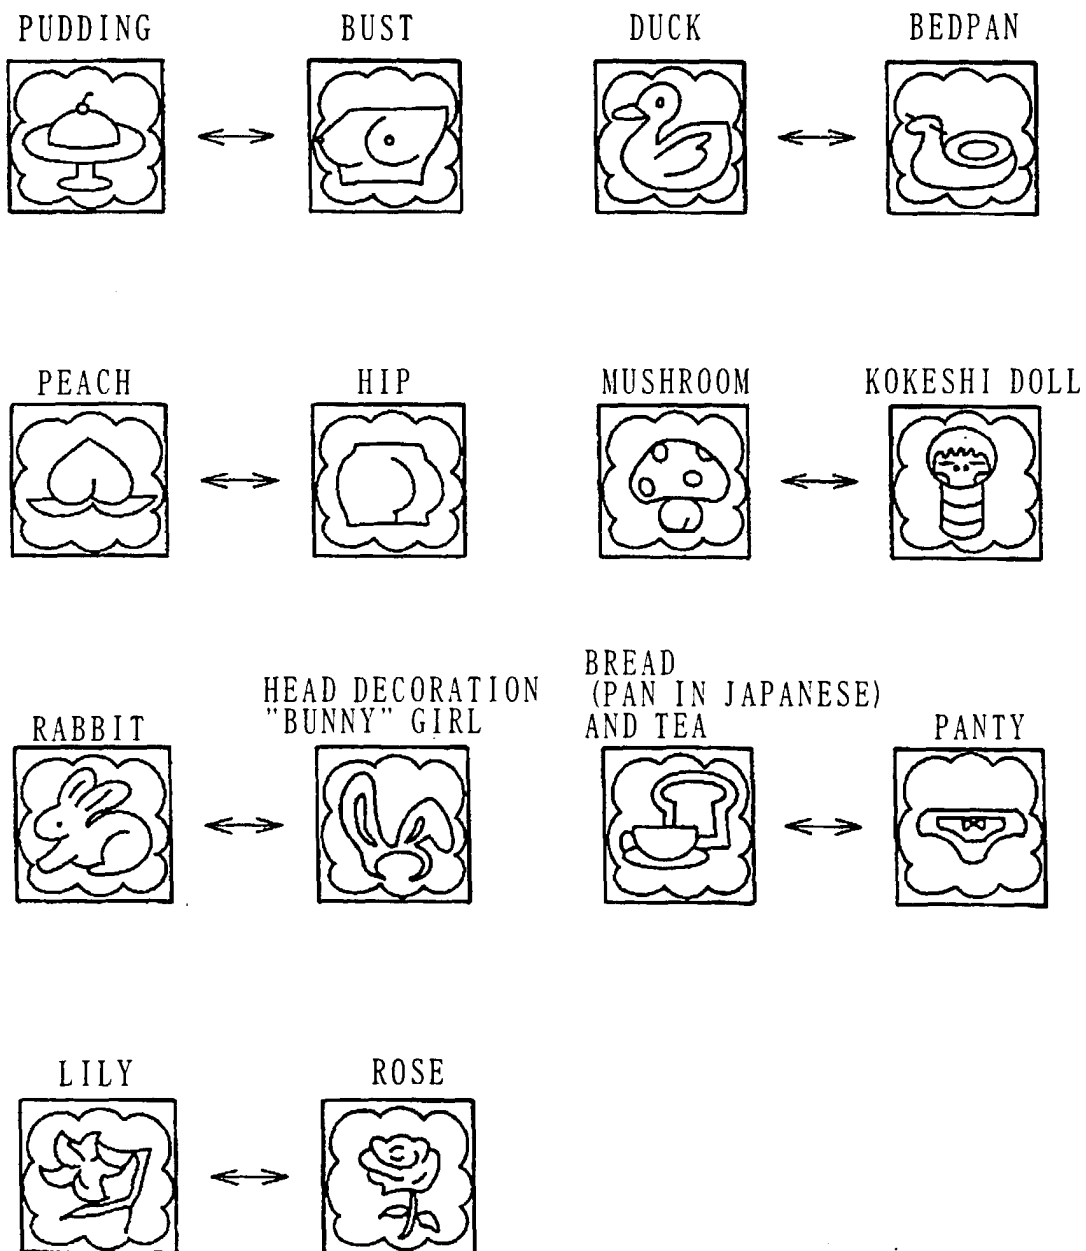 PUDDING
BUST
DUCK
BEDPAN
PEACH
HIP
MUSHROOM
KOKESHI DOLL
RABBIT
HEAD DECORATION
"BUNNY" GIRL
BREAD
(PAN IN JAPANESE)
AND TEA
PANTY
LILY
ROSE